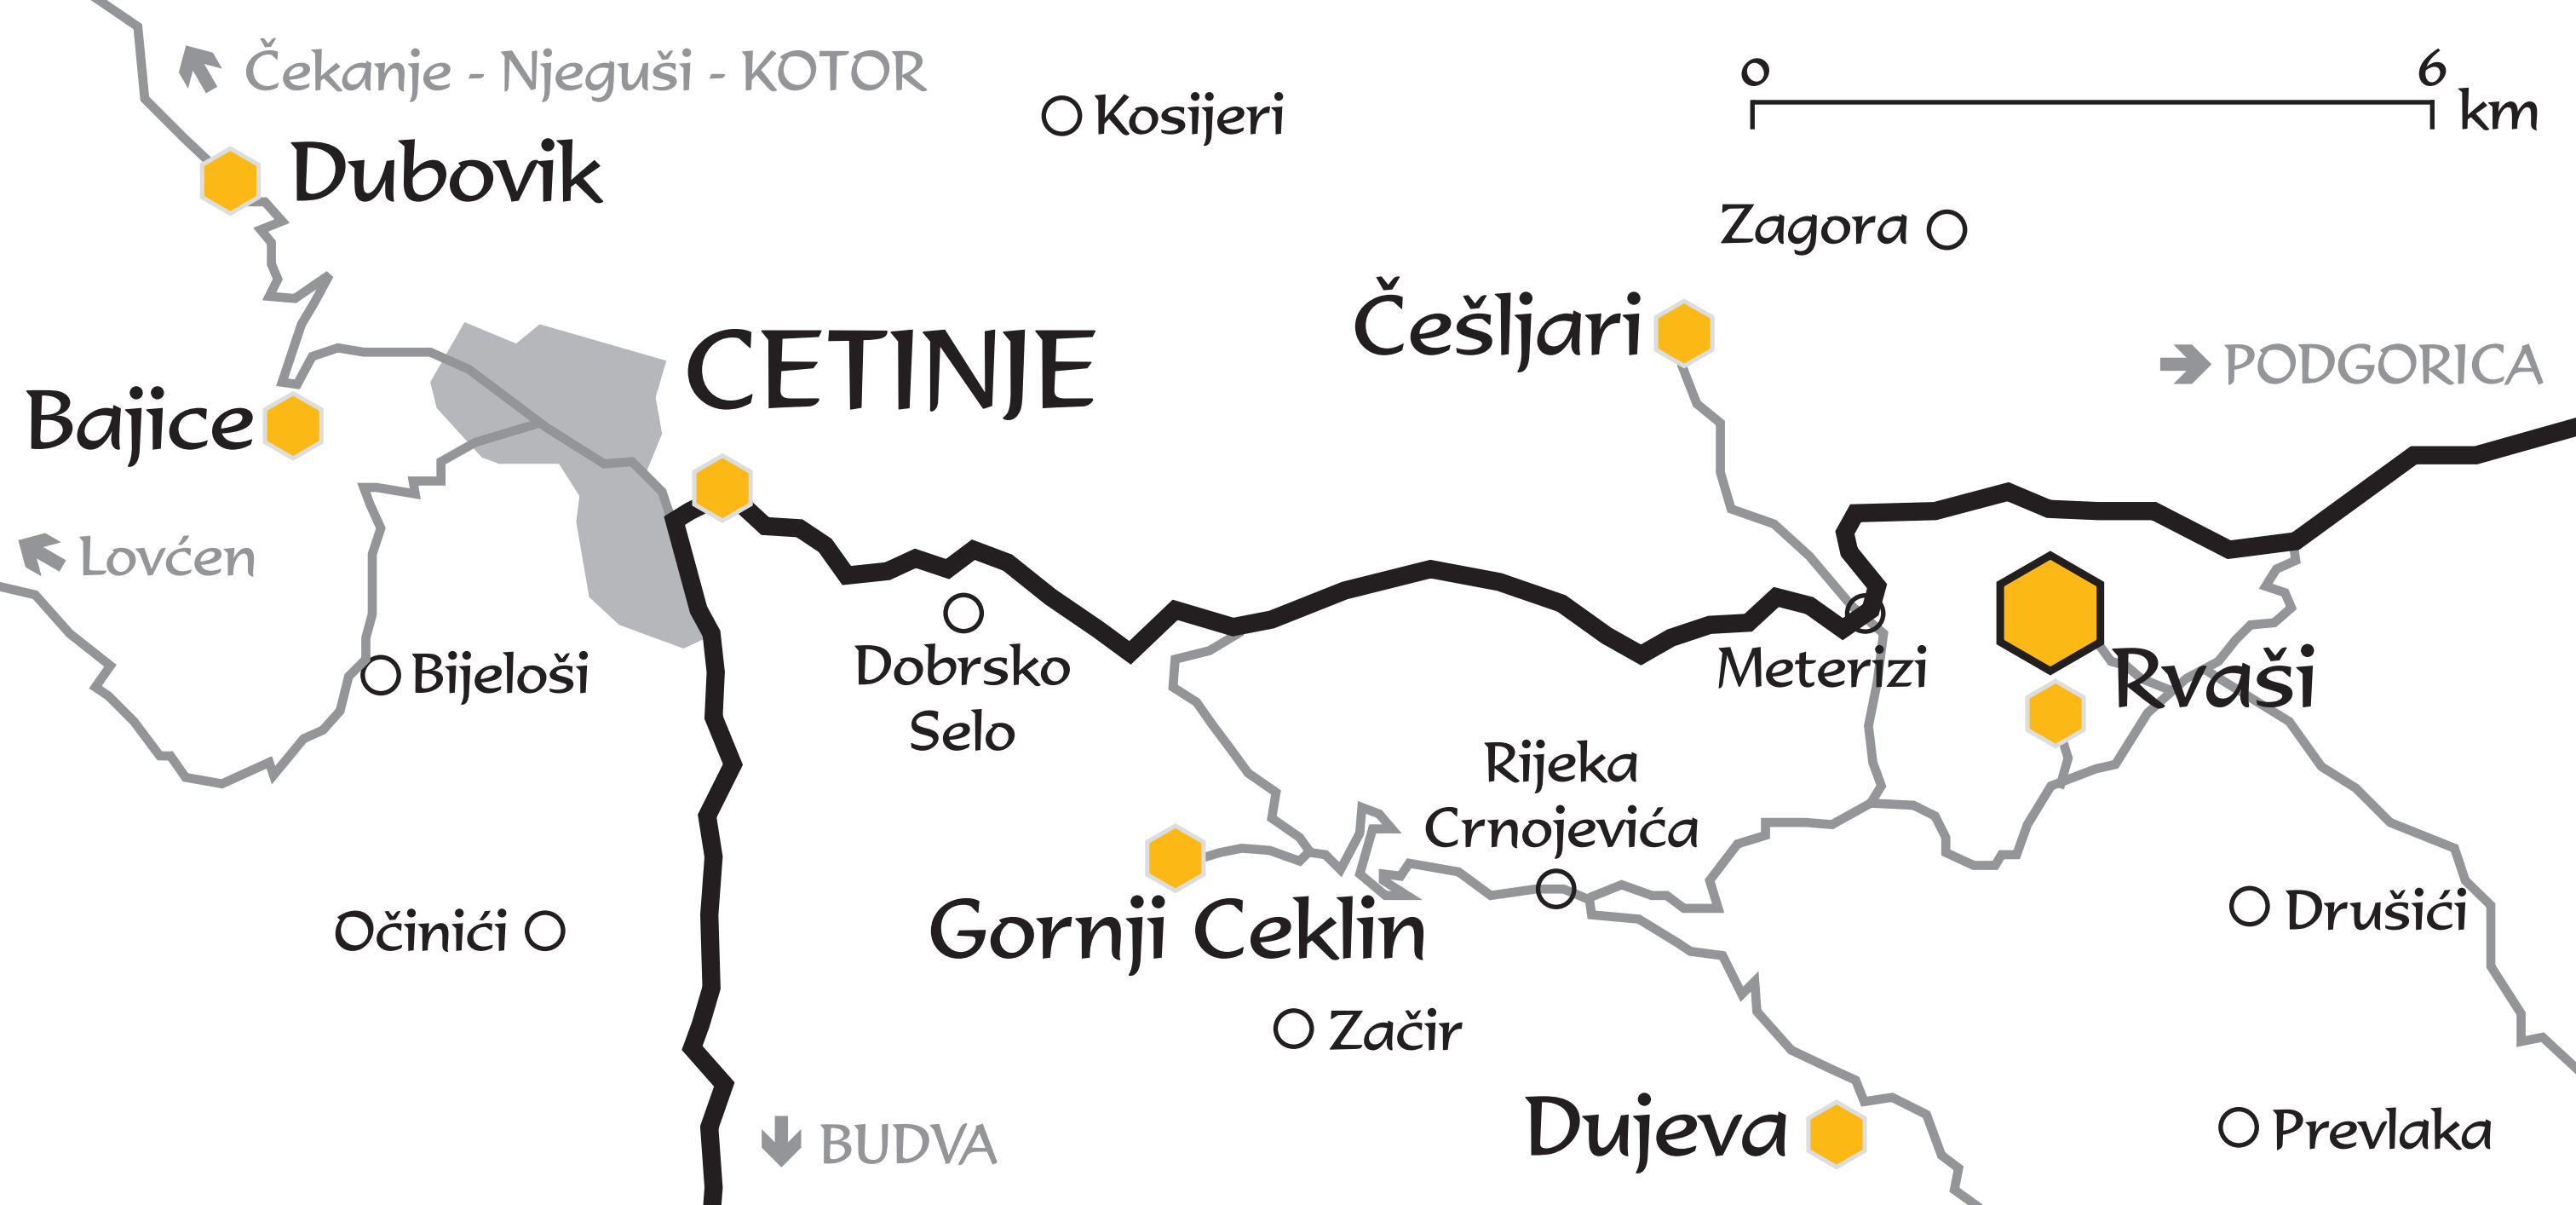 Čekanje - Njeguši - KOTOR
0
6
km
Kosijeri
Dubovik
Zagora
Češljari
CETINJE
PODGORICA
Bajice
Lovćen
Bijeloši
Dobrsko
Selo
Meterizi
Rvaši
Rijeka
Crnojevića
Očinići
Gornji Ceklin
Drušići
Začir
Dujeva
BUDVA
Prevlaka